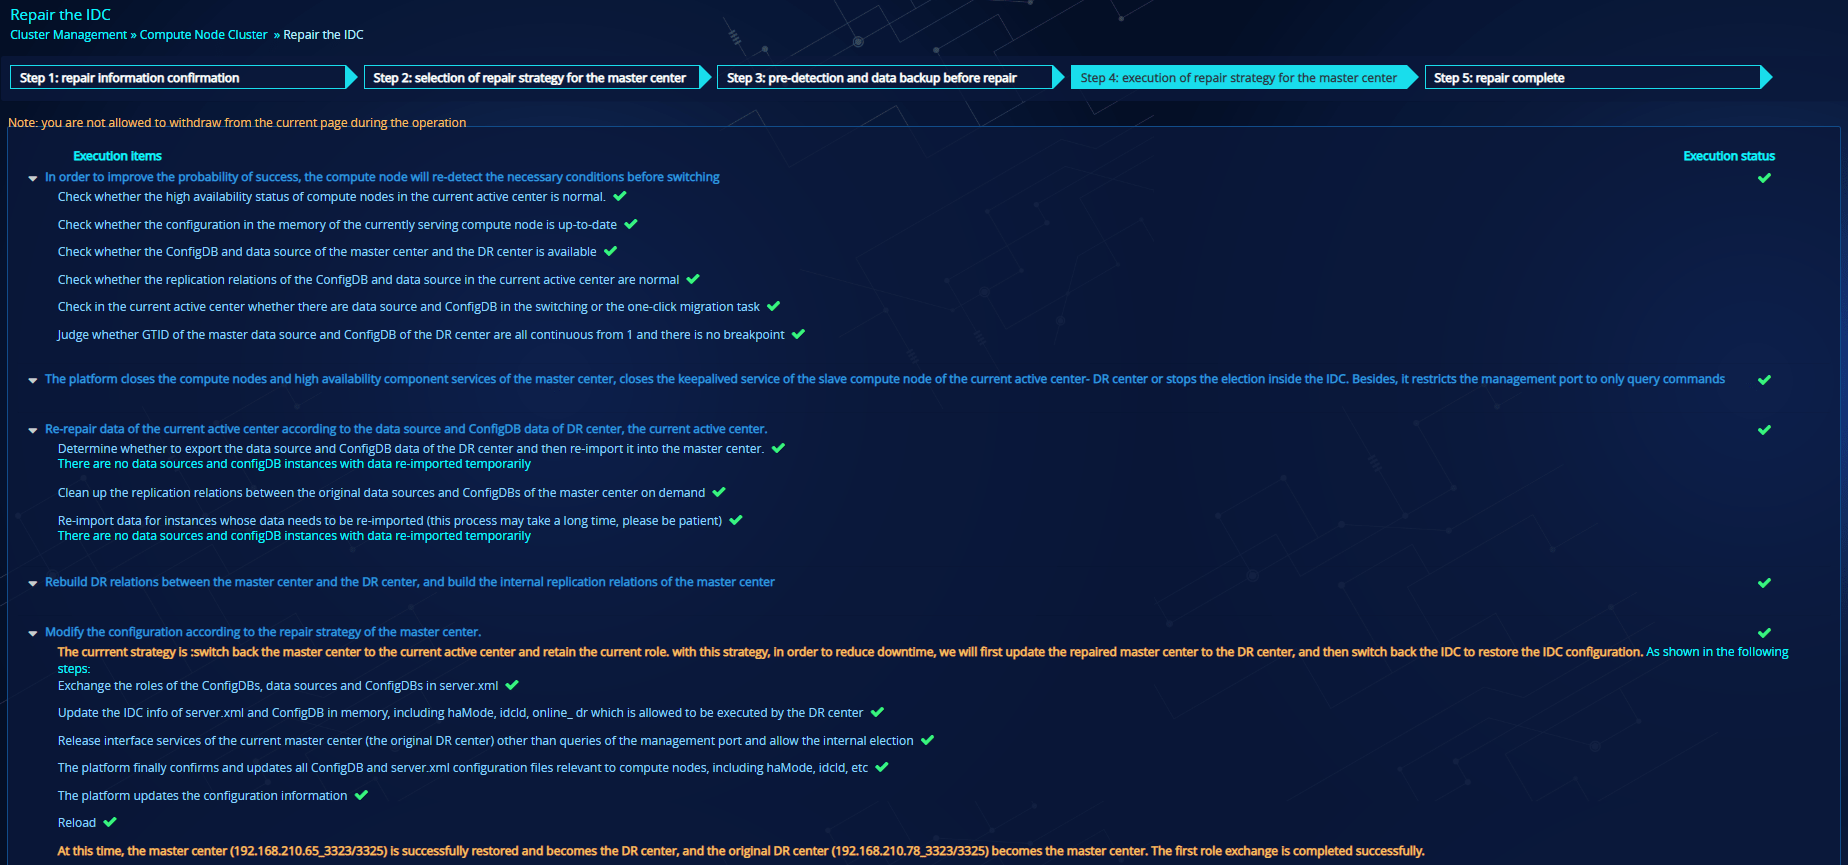 Repair the IDC
Cluster Management » Compute Node Cluster » Repair the IDC
Step 1: repair information confirmation
Step 2: selection of repair strategy for the master center
Step 3: pre-detection and data backup before repair
Step 4: execution of repair strategy for the master center
Step 5: repair complete
Note: you are not allowed to withdraw from the current page during the operation
Execution items
Execution status
In order to improve the probability of success, the compute node will re-detect the necessary conditions before switching
Check whether the high availability status of compute nodes in the current active center is normal.
Check whether the configuration in the memory of the currently serving compute node is up-to-date
Check whether the ConfigDB and data source of the master center and the DR center is available
Check whether the replication relations of the ConfigDB and data source in the current active center are normal
Check in the current active center whether there are data source and ConfigDB in the switching or the one-click migration task
Judge whether GTID of the master data source and ConfigDB of the DR center are all continuous from 1 and there is no breakpoint
The platform closes the compute nodes and high availability component services of the master center, closes the keepalived service of the slave compute node of the current active center- DR center or stops the election inside the IDC. Besides, it restricts the management port to only query commands
Re-repair data of the current active center according to the data source and ConfigDB data of DR center, the current active center.
Determine whether to export the data source and ConfigDB data of the DR center and then re-import it into the master center.
There are no data sources and configDB instances with data re-imported temporarily
Clean up the replication relations between the original data sources and ConfigDBs of the master center on demand
Re-import data for instances whose data needs to be re-imported (this process may take a long time, please be patient)
There are no data sources and configDB instances with data re-imported temporarily
Rebuild DR relations between the master center and the DR center, and build the internal replication relations of the master center
Modify the configuration according to the repair strategy of the master center.
The currrent strategy is :switch back the master center to the current active center and retain the current role. with this strategy, in order to reduce downtime, we will first update the repaired master center to the DR center, and then switch back the IDC to restore the IDC configuration. As shown in the following
steps:
Exchange the roles of the ConfigDBs, data sources and ConfigDBs in server.xml
Update the IDC info of server.xml and ConfigDB in memory, including haMode, idcId, online_ dr which is allowed to be executed by the DR center
Release interface services of the current master center (the original DR center) other than queries of the management port and allow the internal election
The platform finally confirms and updates all ConfigDB and server.xml configuration files relevant to compute nodes, including haMode, idcId, etc
The platform updates the configuration information
Reload
At this time, the master center (192.168.210.65_3323/3325) is successfully restored and becomes the DR center, and the original DR center (192.168.210.78_3323/3325) becomes the master center. The first role exchange is completed successfully.